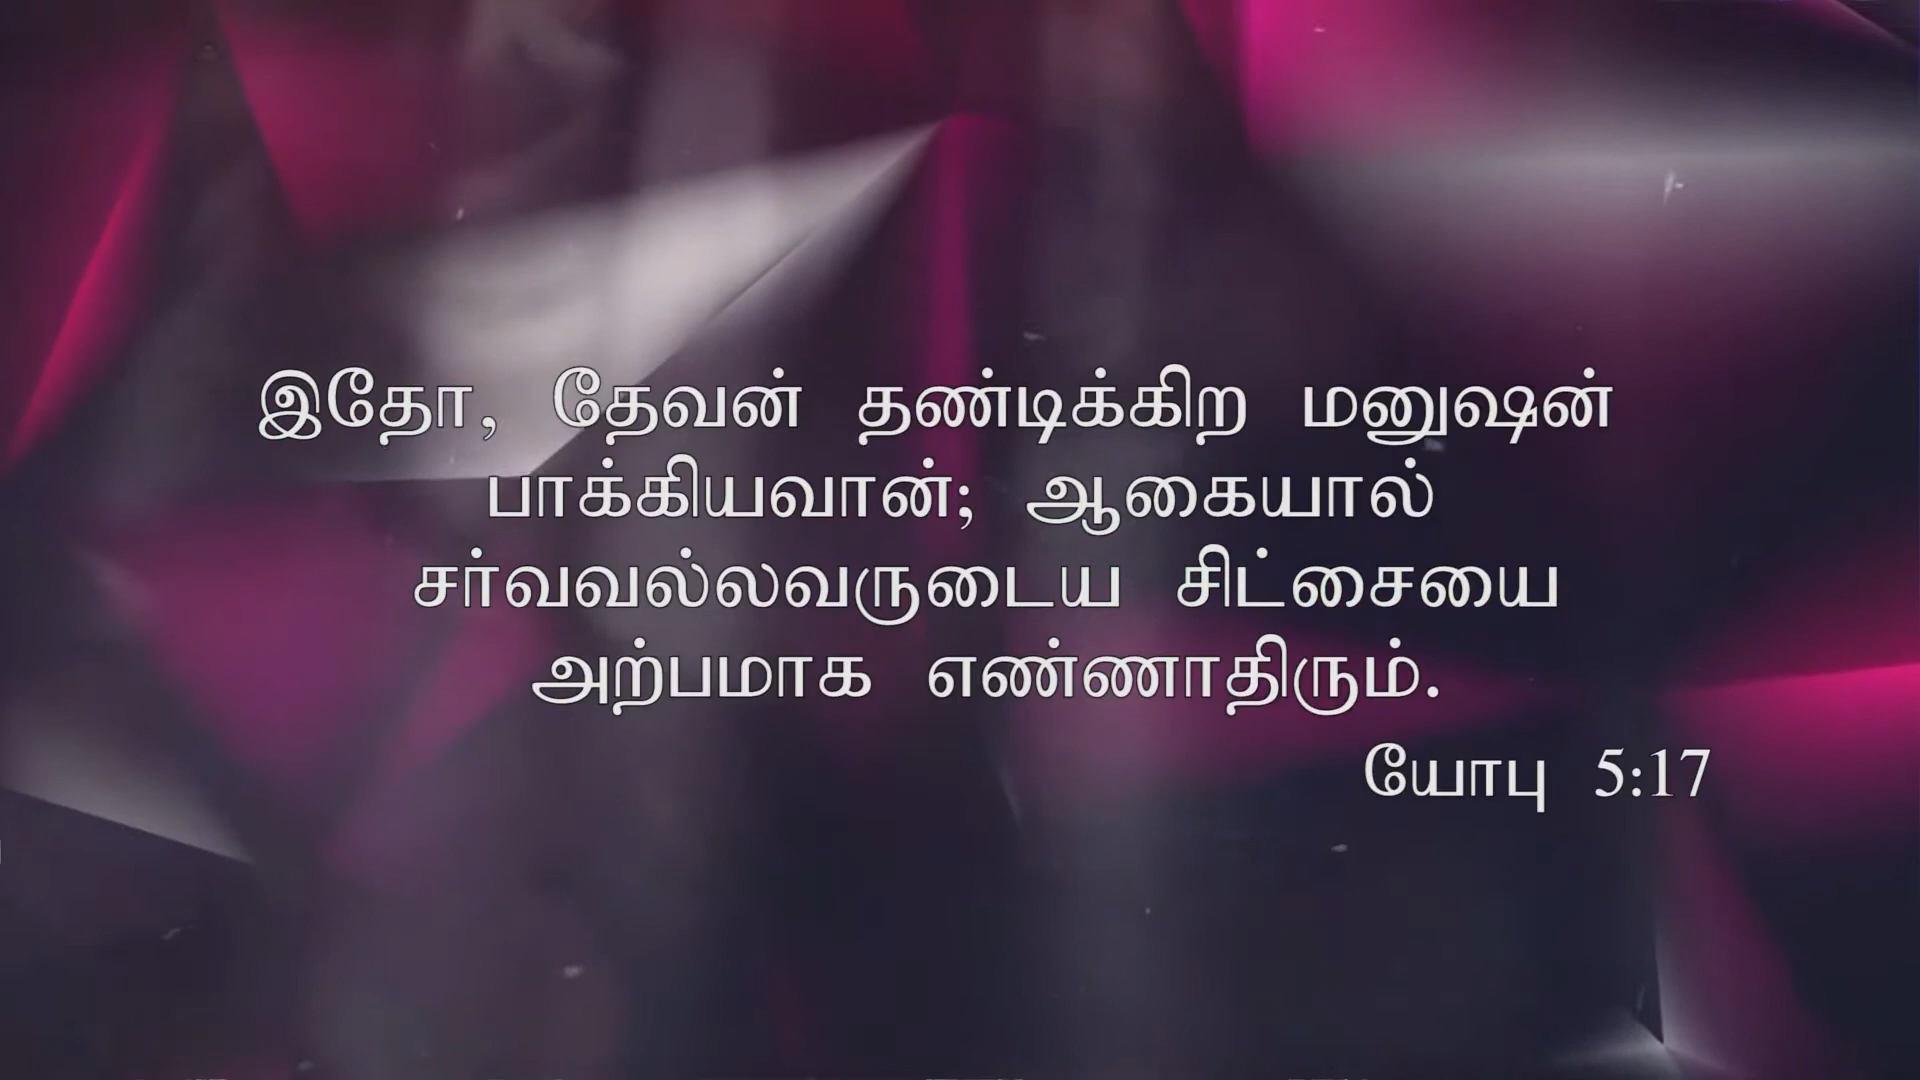 இதோ, தேவன் தண்டிக்கிற மனுஷன்
பாக்கியவான்; ஆகையால்
சர்வவல்லவருடைய சிட்சையை
அற்பமாக எண்ணாதிரும்.
யோபு 5:17